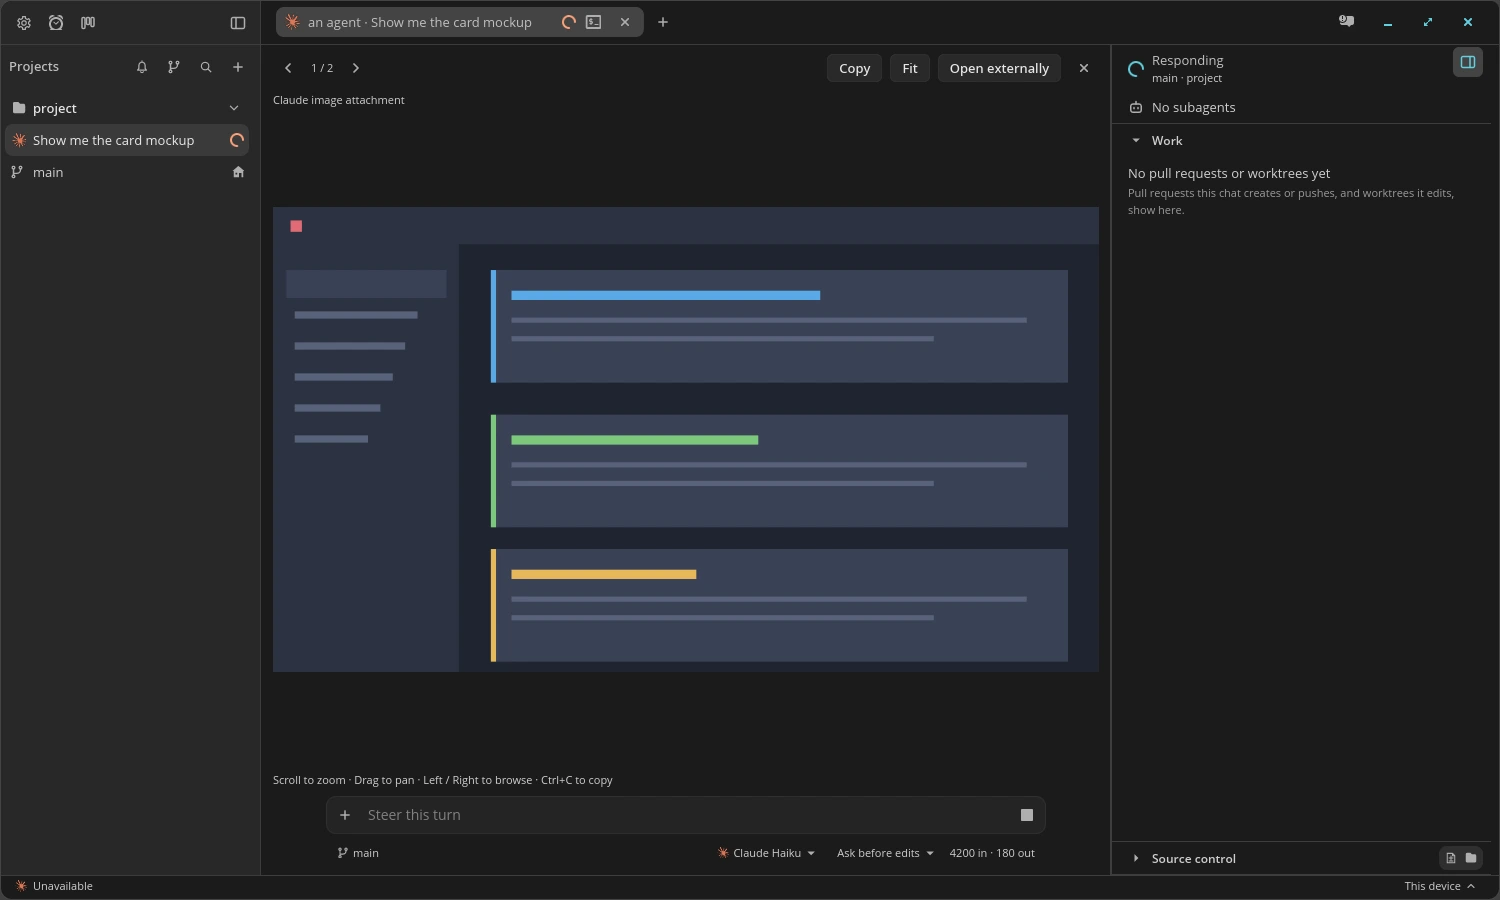 an agent · Show me the card mockup
Projects
project
Show me the card mockup
main
1 / 2
Copy
Fit
Open externally
Claude image attachment
Scroll to zoom · Drag to pan · Left / Right to browse · Ctrl+C to copy
Steer this turn
main
Claude Haiku
Ask before edits
4200 in · 180 out
Responding
main · project
No subagents
Work
No pull requests or worktrees yet
Pull requests this chat creates or pushes, and worktrees it edits,
show here.
Source control
Unavailable
This device